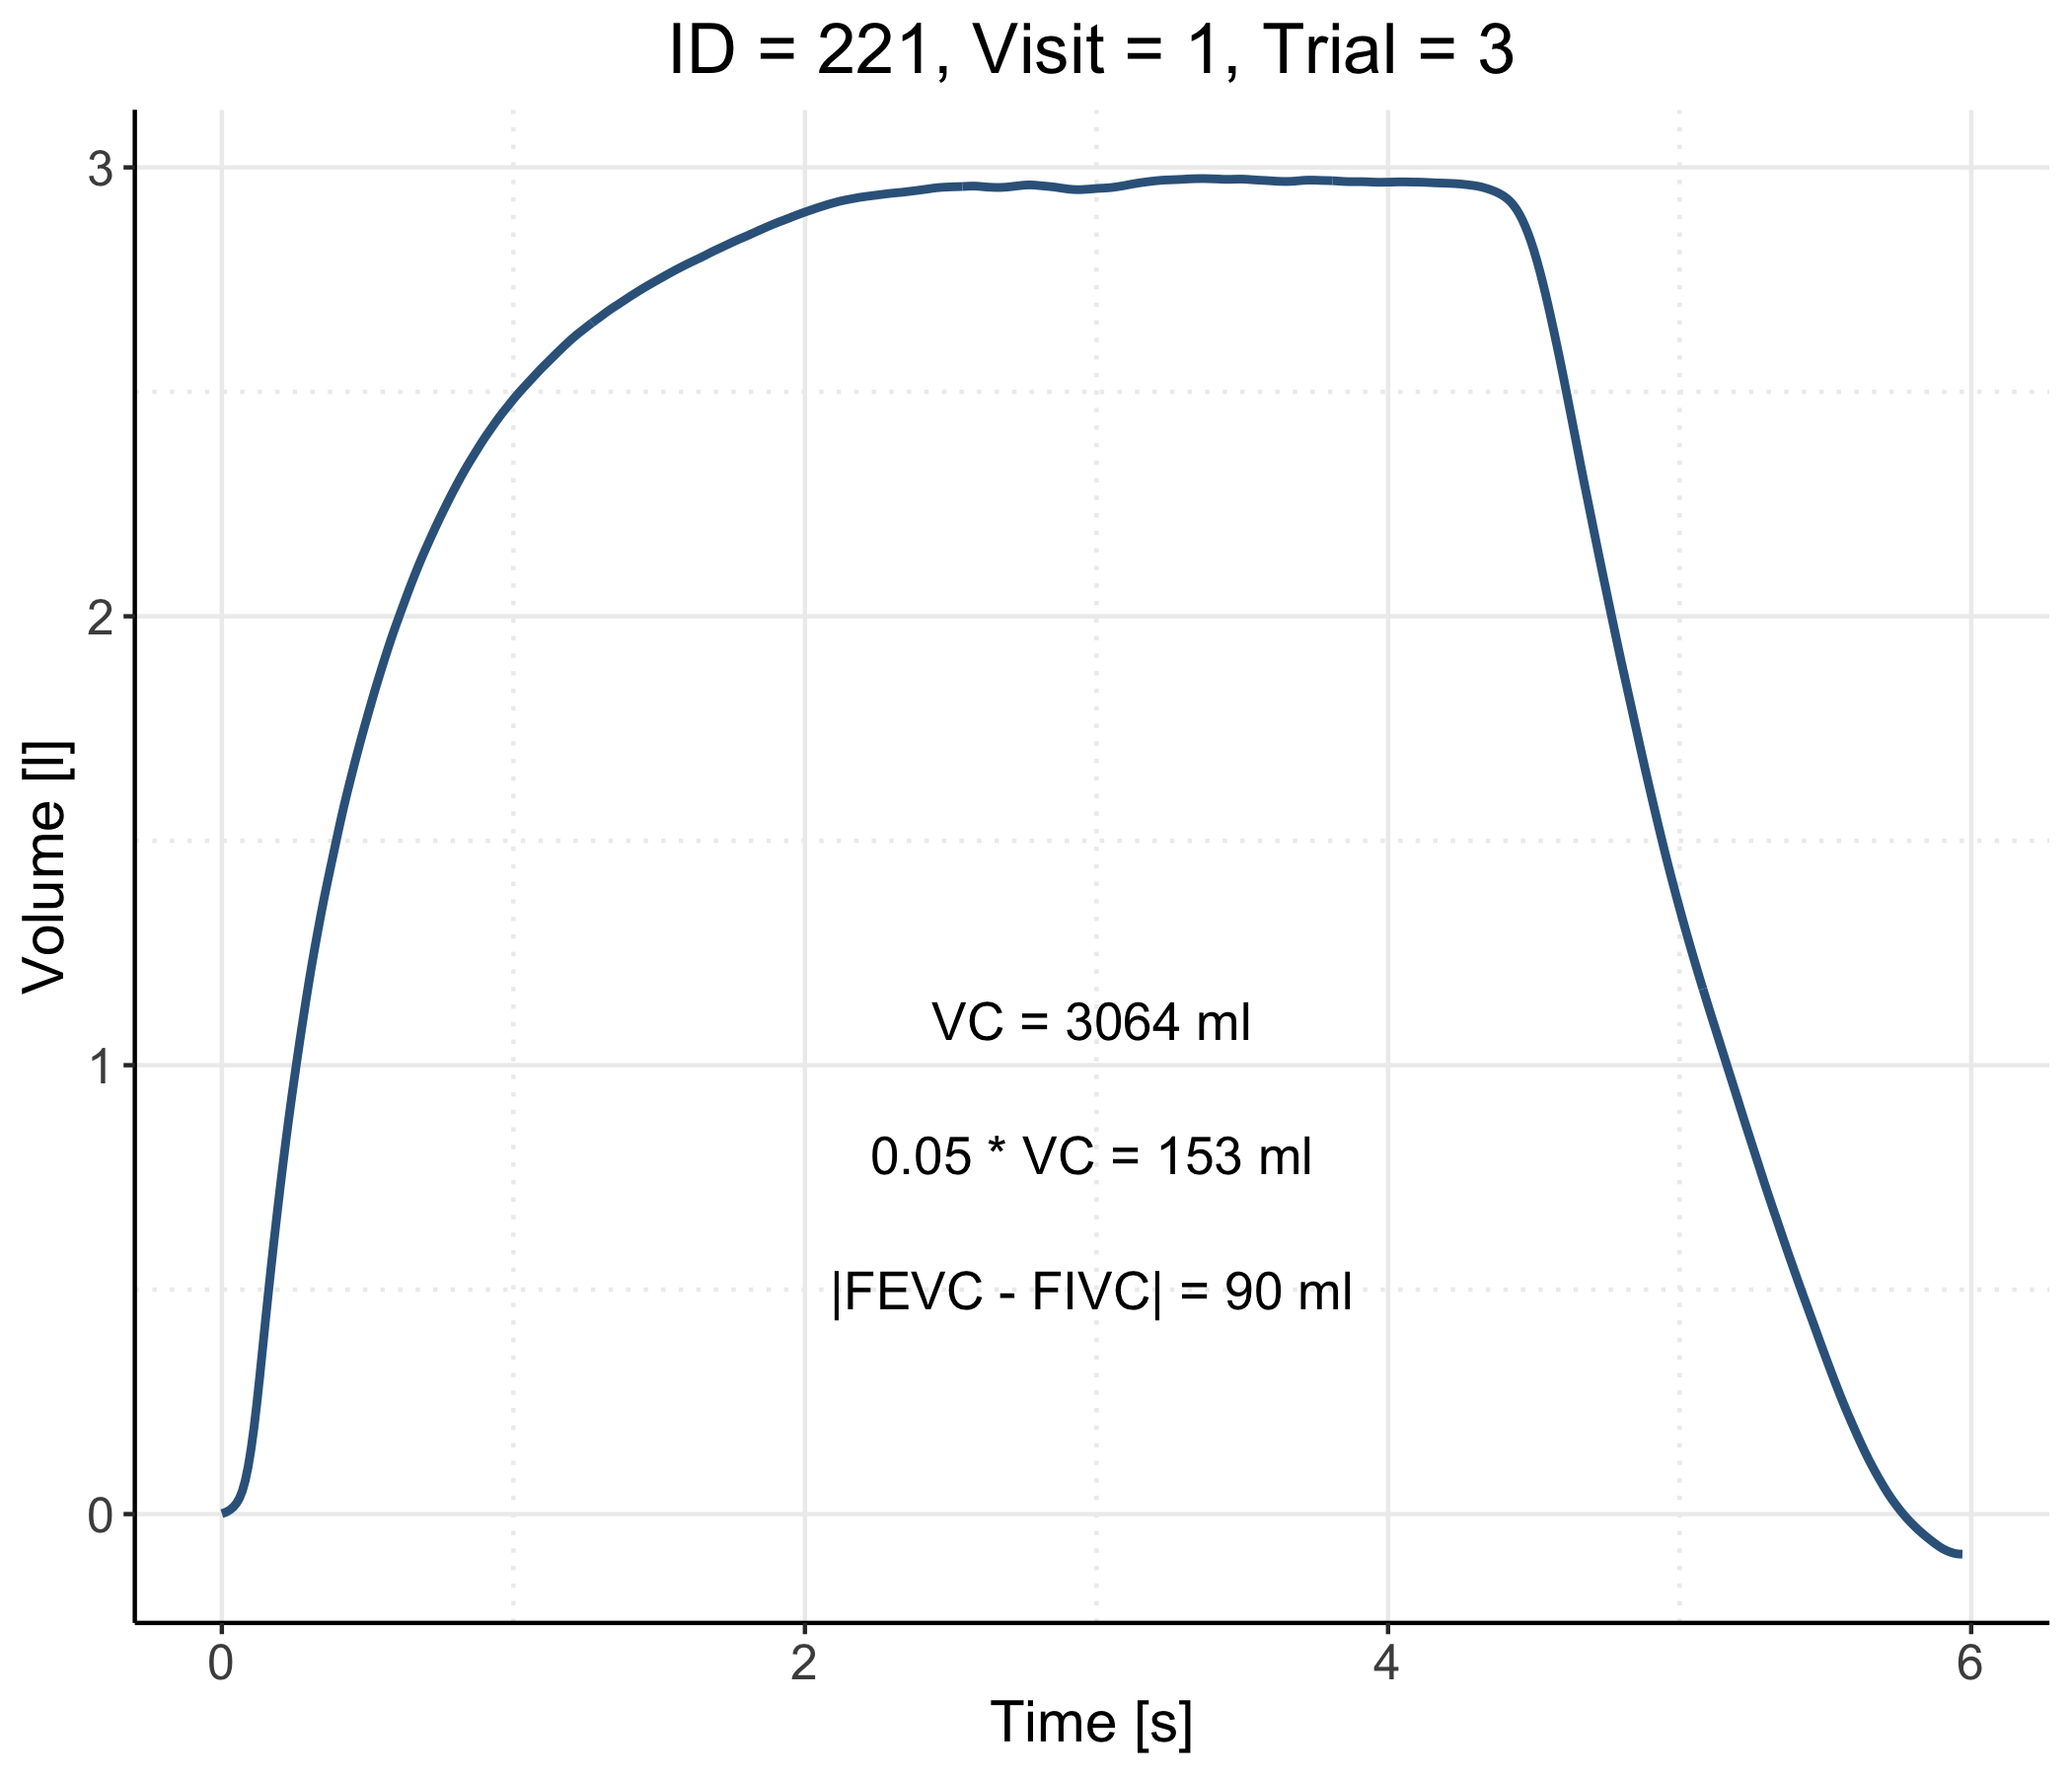 ID = 221, Visit = 1, Trial = 3
3
2
1
0
Volume [l]
VC = 3064 ml
0.05 * VC = 153 ml
|FEVC - FIVC| = 90 ml
0 2 4 6
Time [s]